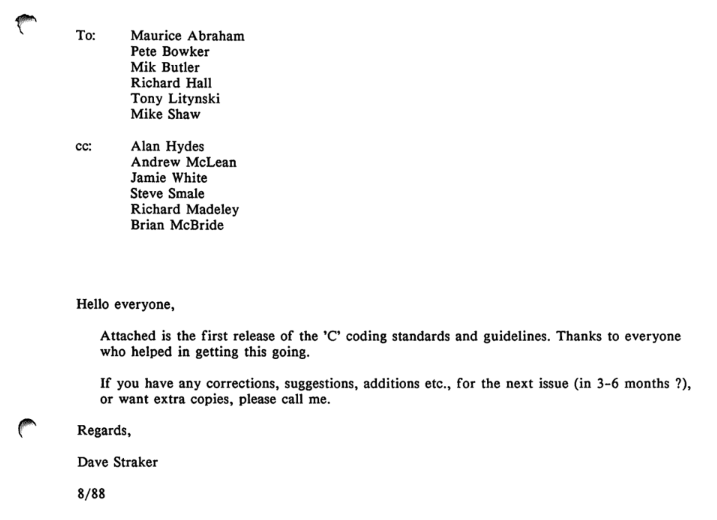 To: Maurice Abraham
Pete Bowker
Mik Butler
Richard Hall
Tony Litynski
Mike Shaw
cc: Alan Hydes
Andrew McLean
Jamie White
Steve Smale
Richard Madeley
Brian McBride
Hello everyone,
Attached is the first release of the 'C' coding standards and guidelines. Thanks to everyone
who helped in getting this going.
If you have any corrections, suggestions, additions etc., for the next issue (in 3-6 months ?),
or want extra copies, please call me.
Regards,
Dave Straker
8/88